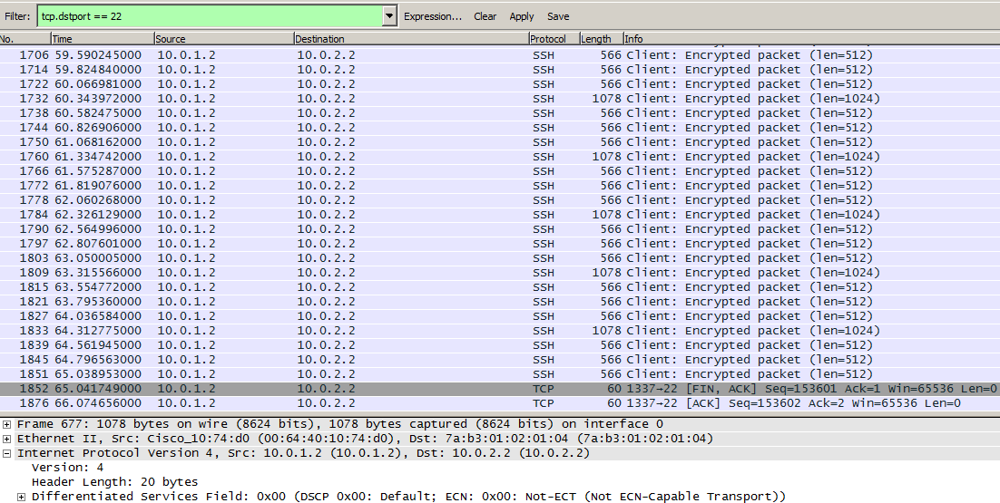 Filter: tcp.dstport == 22 Expression... Clear Apply Save
No. Time Source Destination Protocol Length Info
1706 59.590245000 10.0.1.2 10.0.2.2 SSH 566 Client: Encrypted packet (len=512)
1714 59.824840000 10.0.1.2 10.0.2.2 SSH 566 Client: Encrypted packet (len=512)
1722 60.066981000 10.0.1.2 10.0.2.2 SSH 566 Client: Encrypted packet (len=512)
1732 60.343972000 10.0.1.2 10.0.2.2 SSH 1078 Client: Encrypted packet (len=1024)
1738 60.582475000 10.0.1.2 10.0.2.2 SSH 566 Client: Encrypted packet (len=512)
1744 60.826906000 10.0.1.2 10.0.2.2 SSH 566 Client: Encrypted packet (len=512)
1750 61.068162000 10.0.1.2 10.0.2.2 SSH 566 Client: Encrypted packet (len=512)
1760 61.334742000 10.0.1.2 10.0.2.2 SSH 1078 Client: Encrypted packet (len=1024)
1766 61.575287000 10.0.1.2 10.0.2.2 SSH 566 Client: Encrypted packet (len=512)
1772 61.819076000 10.0.1.2 10.0.2.2 SSH 566 Client: Encrypted packet (len=512)
1778 62.060268000 10.0.1.2 10.0.2.2 SSH 566 Client: Encrypted packet (len=512)
1784 62.326129000 10.0.1.2 10.0.2.2 SSH 1078 Client: Encrypted packet (len=1024)
1790 62.564996000 10.0.1.2 10.0.2.2 SSH 566 Client: Encrypted packet (len=512)
1797 62.807601000 10.0.1.2 10.0.2.2 SSH 566 Client: Encrypted packet (len=512)
1803 63.050005000 10.0.1.2 10.0.2.2 SSH 566 Client: Encrypted packet (len=512)
1809 63.315566000 10.0.1.2 10.0.2.2 SSH 1078 Client: Encrypted packet (len=1024)
1815 63.554772000 10.0.1.2 10.0.2.2 SSH 566 Client: Encrypted packet (len=512)
1821 63.795360000 10.0.1.2 10.0.2.2 SSH 566 Client: Encrypted packet (len=512)
1827 64.036584000 10.0.1.2 10.0.2.2 SSH 566 Client: Encrypted packet (len=512)
1833 64.312775000 10.0.1.2 10.0.2.2 SSH 1078 Client: Encrypted packet (len=1024)
1839 64.561945000 10.0.1.2 10.0.2.2 SSH 566 Client: Encrypted packet (len=512)
1845 64.796563000 10.0.1.2 10.0.2.2 SSH 566 Client: Encrypted packet (len=512)
1851 65.038953000 10.0.1.2 10.0.2.2 SSH 566 Client: Encrypted packet (len=512)
1852 65.041749000 10.0.1.2 10.0.2.2 TCP 60 1337→22 [FIN, ACK] Seq=153601 Ack=1 Win=65536 Len=0
1876 66.074656000 10.0.1.2 10.0.2.2 TCP 60 1337→22 [ACK] Seq=153602 Ack=2 Win=65536 Len=0
Frame 677: 1078 bytes on wire (8624 bits), 1078 bytes captured (8624 bits) on interface 0
Ethernet II, Src: Cisco_10:74:d0 (00:64:40:10:74:d0), Dst: 7a:b3:01:02:01:04 (7a:b3:01:02:01:04)
Internet Protocol Version 4, Src: 10.0.1.2 (10.0.1.2), Dst: 10.0.2.2 (10.0.2.2)
Version: 4
Header Length: 20 bytes
Differentiated Services Field: 0x00 (DSCP 0x00: Default; ECN: 0x00: Not-ECT (Not ECN-Capable Transport))